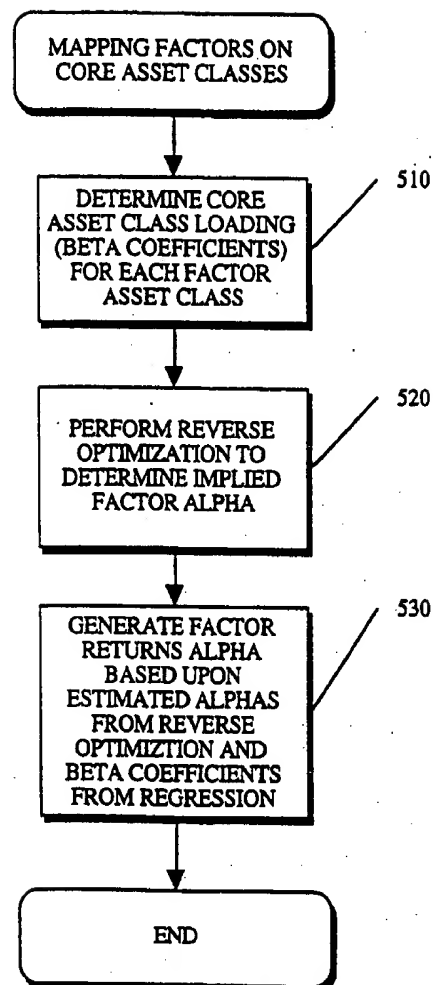 MAPPING FACTORS ON
CORE ASSET CLASSES
DETERMINE CORE
ASSET CLASS LOADING
(BETA COEFFICIENTS)
FOR EACH FACTOR
ASSET CLASS
510
PERFORM REVERSE
OPTIMIZATION TO
DETERMINE IMPLIED
FACTOR ALPHA
520
GENERATE FACTOR
RETURNS ALPHA
BASED UPON
ESTIMATED ALPHAS
FROM REVERSE
OPTIMIZTION AND
BETA COEFFICIENTS
FROM REGRESSION
530
END